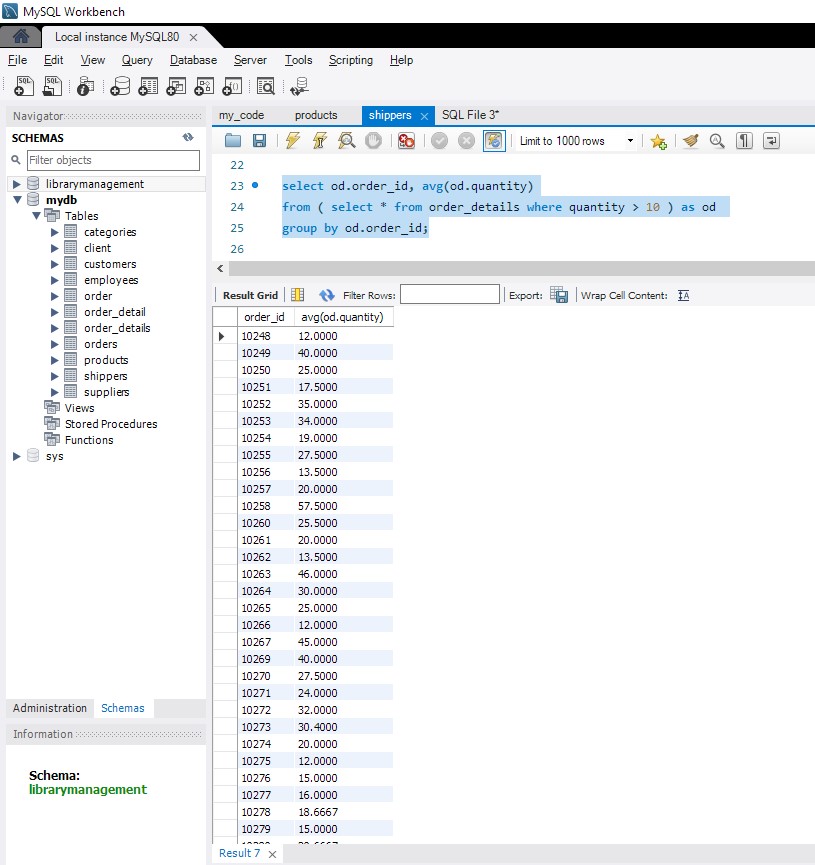 MySQL Workbench
Local instance MySQL80
File Edit View Query Database Server Tools Scripting Help
Navigator
SCHEMAS
Filter objects
librarymanagement
mydb
Tables
categories
client
customers
employees
order
order_detail
order_details
orders
products
shippers
suppliers
Views
Stored Procedures
Functions
sys
Administration Schemas
Information
Schema:
librarymanagement
my_code products shippers SQL File 3*
Limit to 1000 rows
22
23 select od.order_id, avg(od.quantity)
24 from ( select * from order_details where quantity > 10 ) as od
25 group by od.order_id;
26
Result Grid Filter Rows: Export: Wrap Cell Content: IA
order_id avg(od.quantity)
10248 12.0000
10249 40.0000
10250 25.0000
10251 17.5000
10252 35.0000
10253 34.0000
10254 19.0000
10255 27.5000
10256 13.5000
10257 20.0000
10258 57.5000
10260 25.5000
10261 20.0000
10262 13.5000
10263 46.0000
10264 30.0000
10265 25.0000
10266 12.0000
10267 45.0000
10269 40.0000
10270 27.5000
10271 24.0000
10272 32.0000
10273 30.4000
10274 20.0000
10275 12.0000
10276 15.0000
10277 16.0000
10278 18.6667
10279 15.0000
Result 7